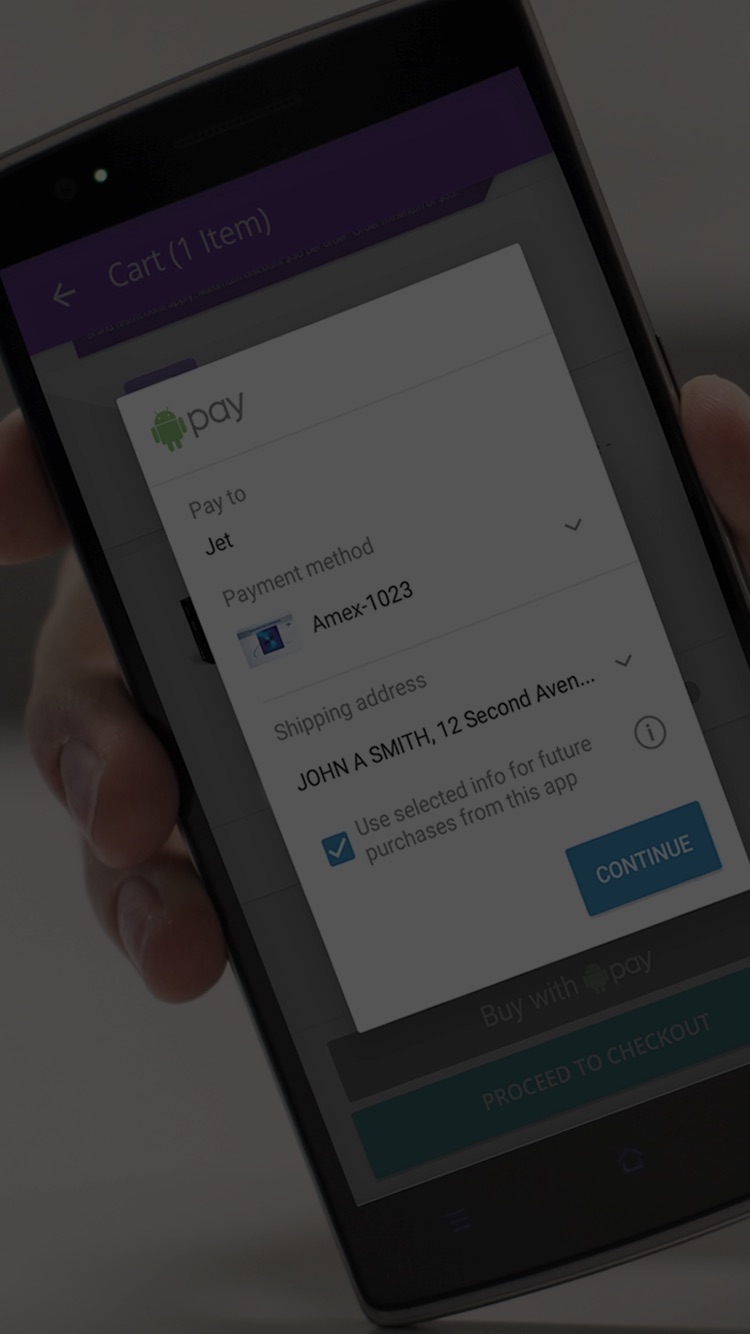 Cart (1 Item)
pay
Pay to
Jet
Payment method
Amex-1023
Shipping address
JOHN A SMITH, 12 Second Aven...
Use selected info for future
purchases from this app
CONTINUE
Buy with pay
PROCEED TO CHECKOUT